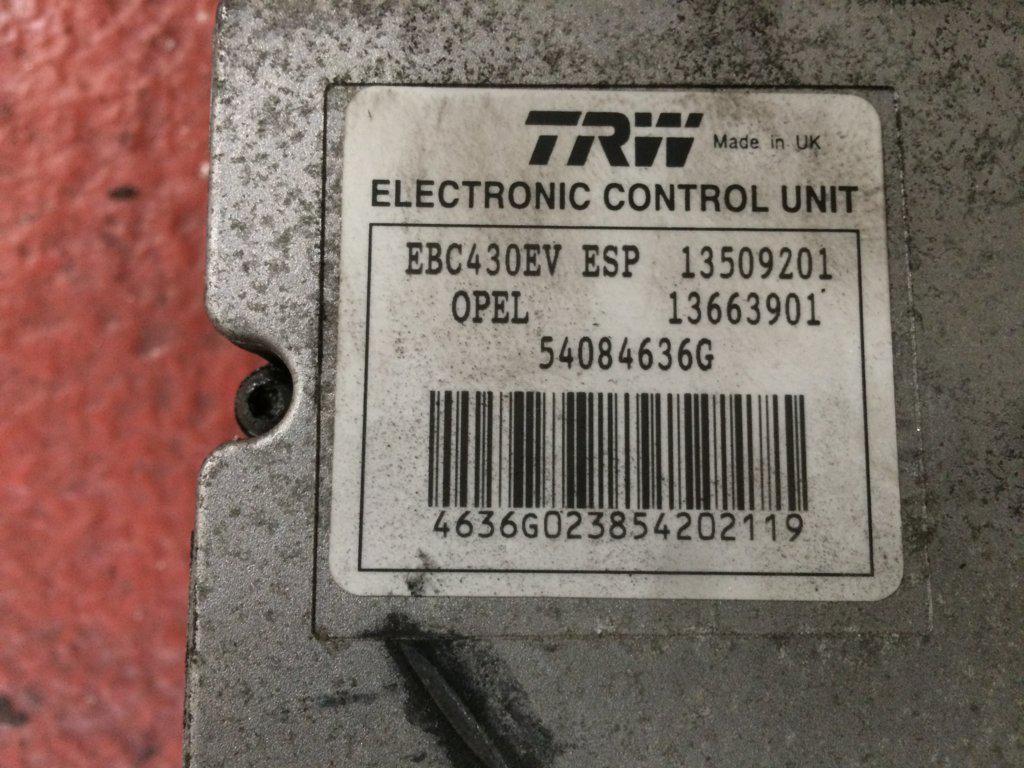 TRW Made in UK
ELECTRONIC CONTROL UNIT
EBC430EV ESP 13509201
OPEL 13663901
54084636G
4636G023854202119